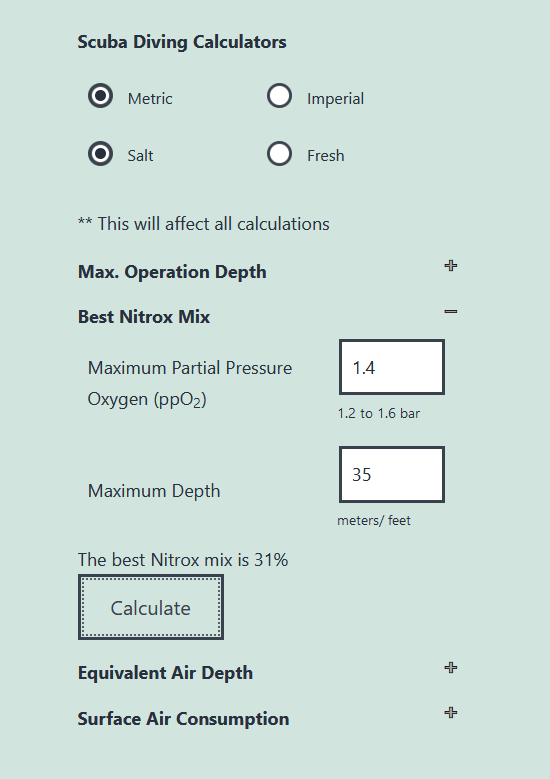 Scuba Diving Calculators
Metric Imperial
Salt Fresh
** This will affect all calculations
Max. Operation Depth
Best Nitrox Mix
Maximum Partial Pressure
Oxygen (ppO₂)
1.4
1.2 to 1.6 bar
Maximum Depth
35
meters/ feet
The best Nitrox mix is 31%
Calculate
Equivalent Air Depth
Surface Air Consumption